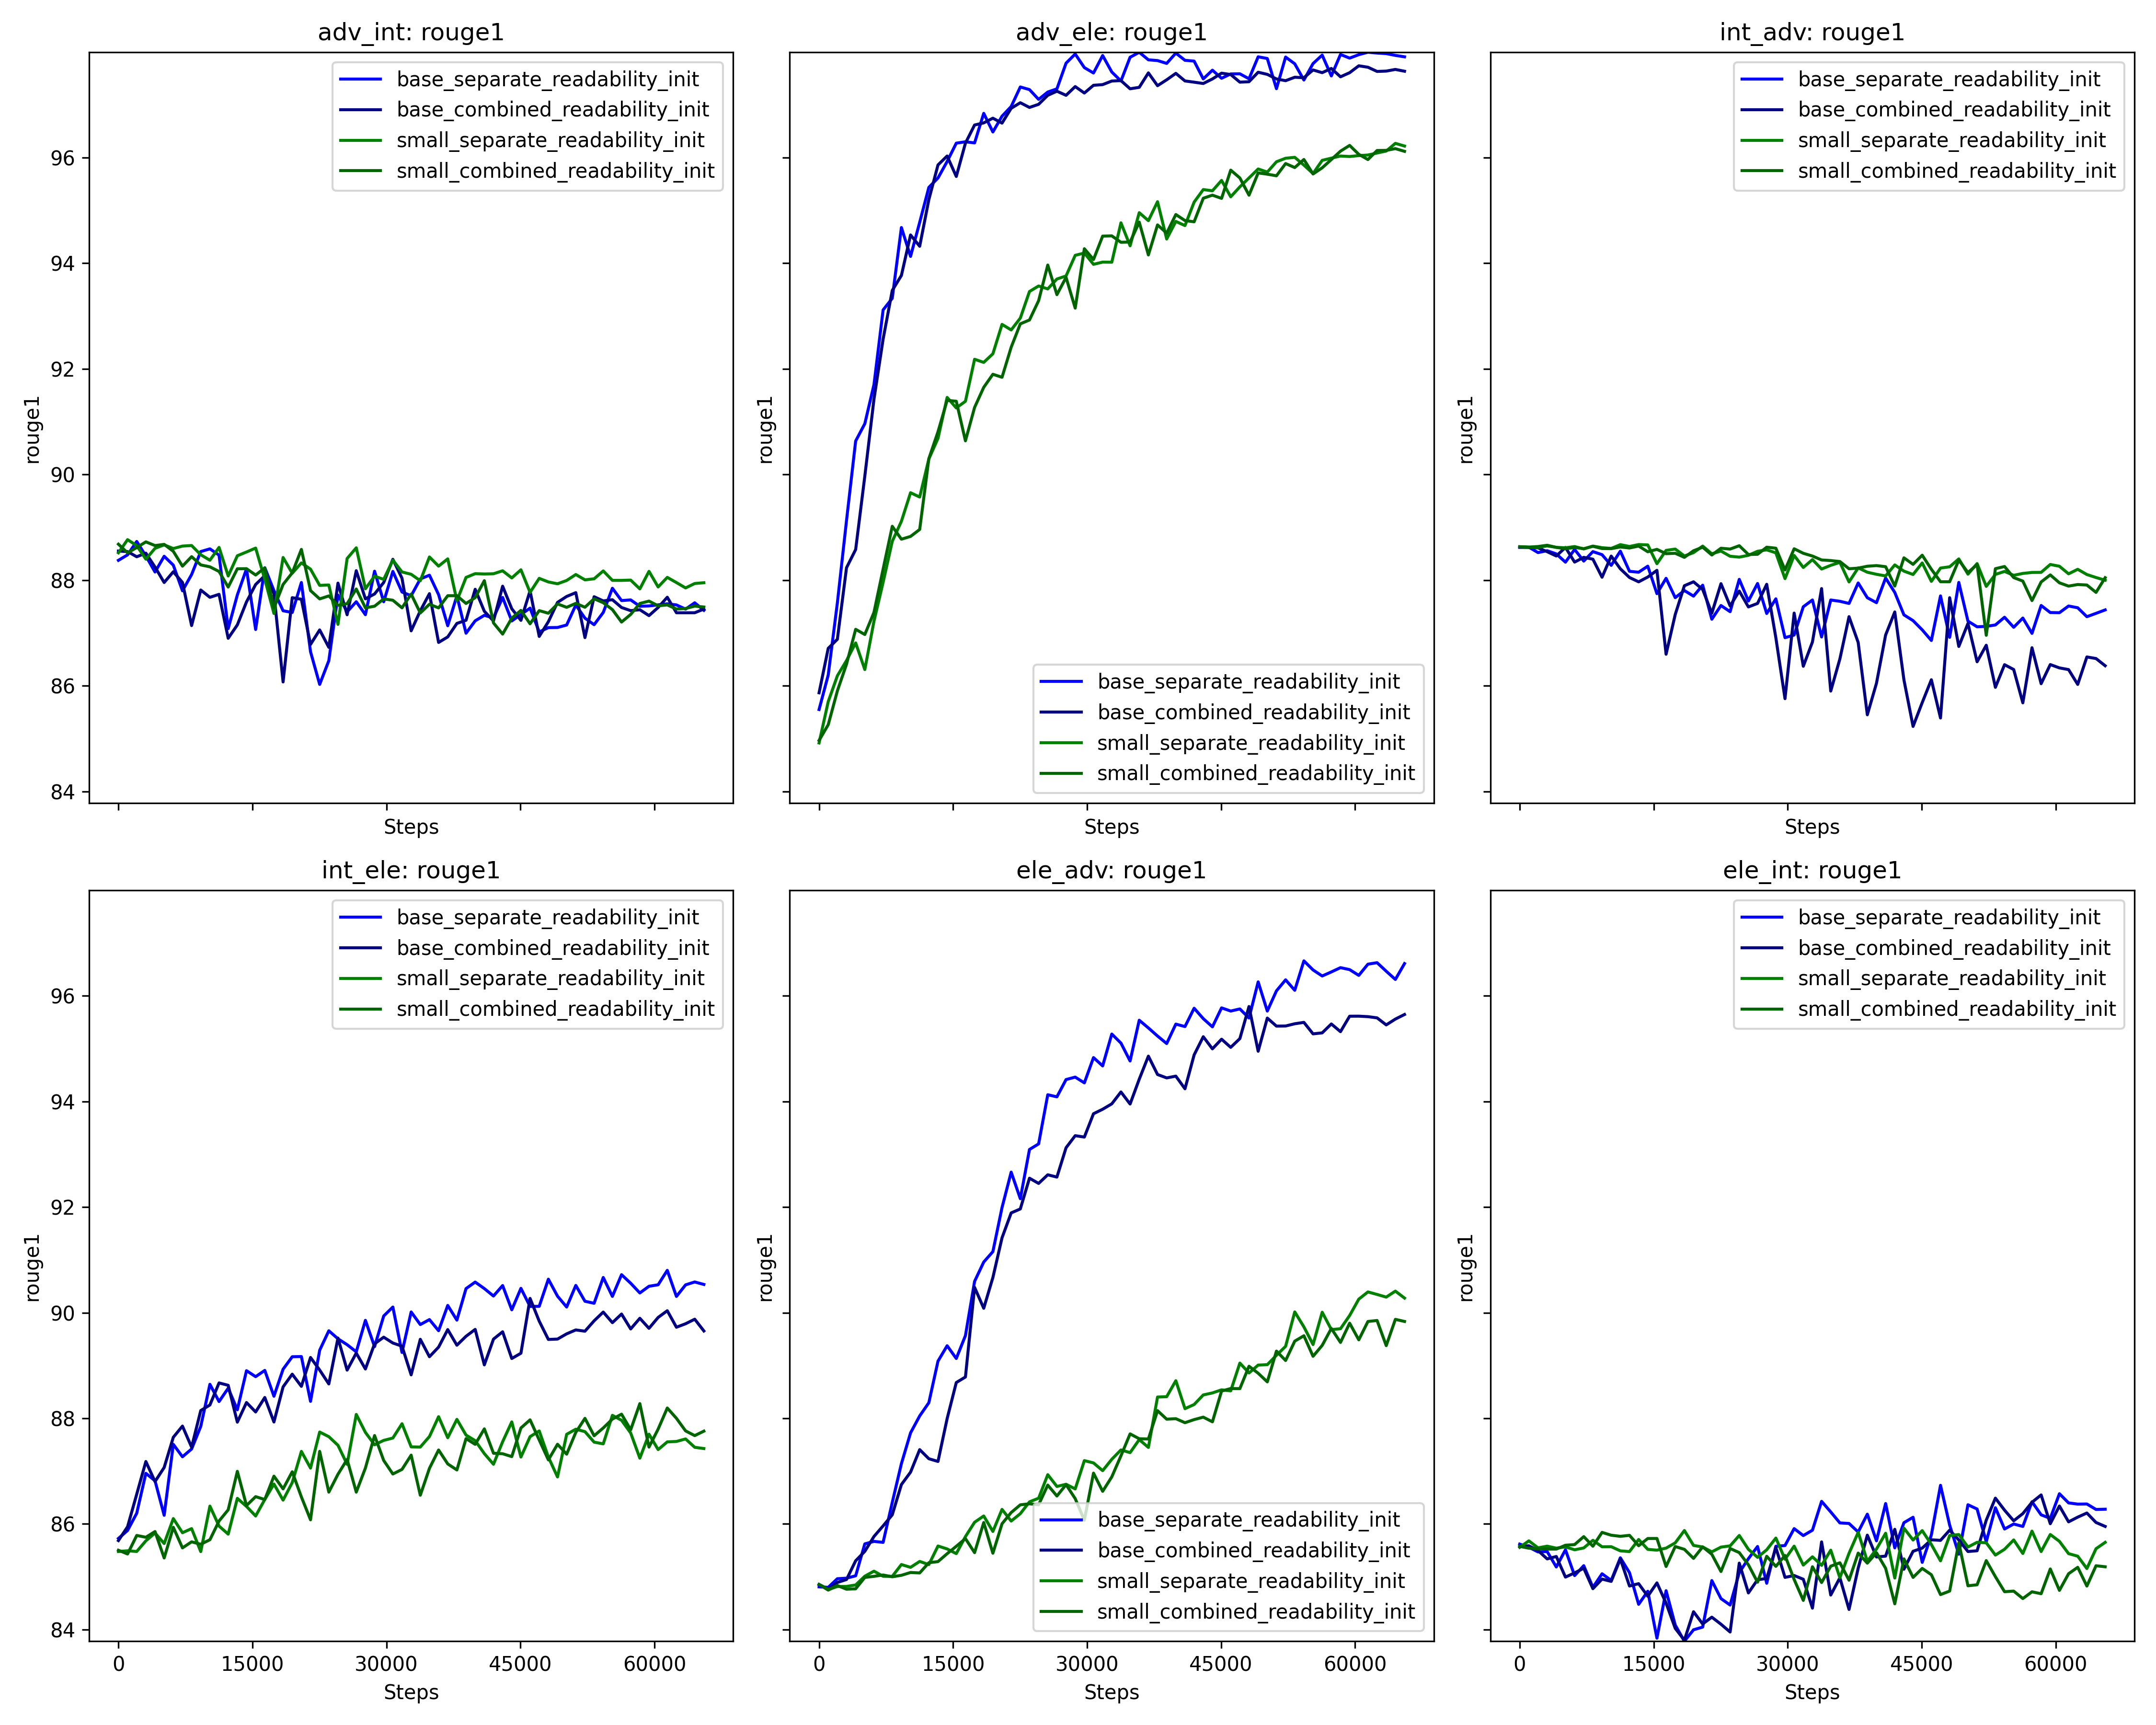 adv_int: rouge1
base_separate_readability_init
base_combined_readability_init
small_separate_readability_init
small_combined_readability_init
96
94
92
90
88
86
84
rouge1
Steps
adv_ele: rouge1
base_separate_readability_init
base_combined_readability_init
small_separate_readability_init
small_combined_readability_init
rouge1
Steps
int_adv: rouge1
base_separate_readability_init
base_combined_readability_init
small_separate_readability_init
small_combined_readability_init
rouge1
Steps
int_ele: rouge1
base_separate_readability_init
base_combined_readability_init
small_separate_readability_init
small_combined_readability_init
96
94
92
90
88
86
84
rouge1
0 15000 30000 45000 60000
Steps
ele_adv: rouge1
base_separate_readability_init
base_combined_readability_init
small_separate_readability_init
small_combined_readability_init
rouge1
0 15000 30000 45000 60000
Steps
ele_int: rouge1
base_separate_readability_init
base_combined_readability_init
small_separate_readability_init
small_combined_readability_init
rouge1
0 15000 30000 45000 60000
Steps